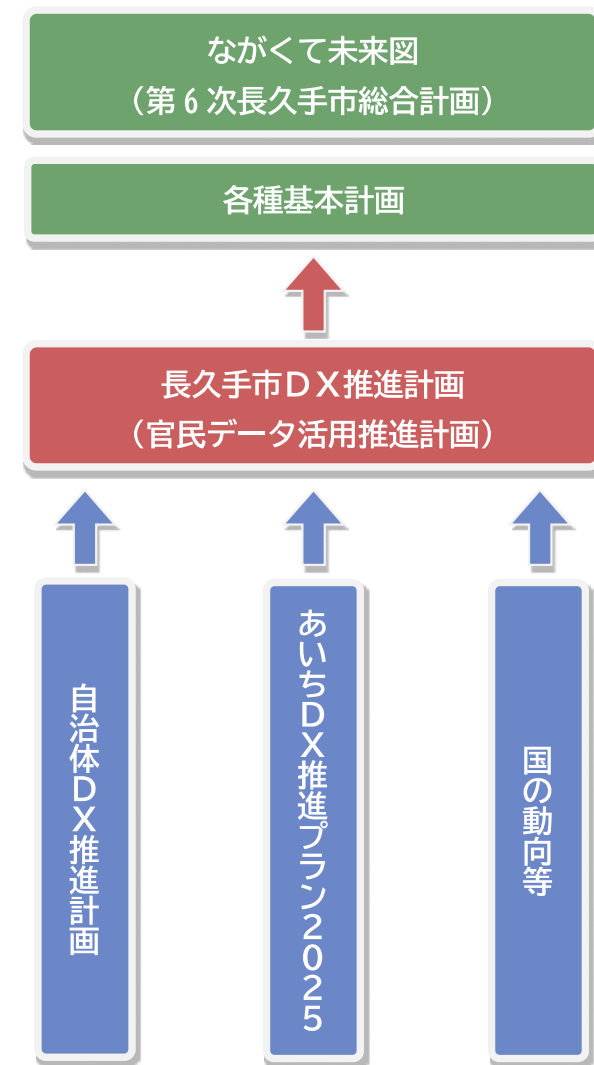 ながくて未来図
（第６次長久手市総合計画）
各種基本計画
長久手市ＤＸ推進計画
（官民データ活用推進計画）
自治体ＤＸ推進計画
あいちＤＸ推進プラン２０２５
国の動向等